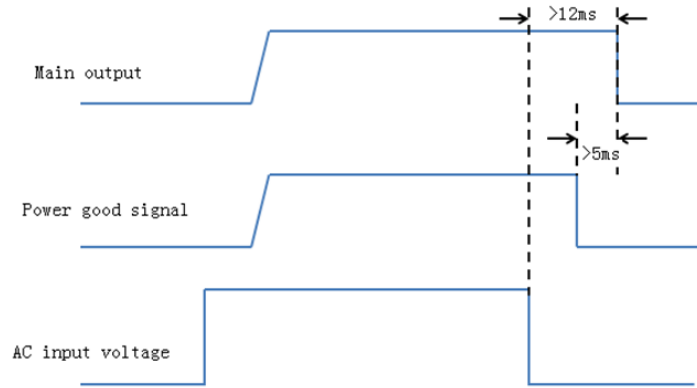 >12ms
Main output
>5ms
Power good signal
AC input voltage